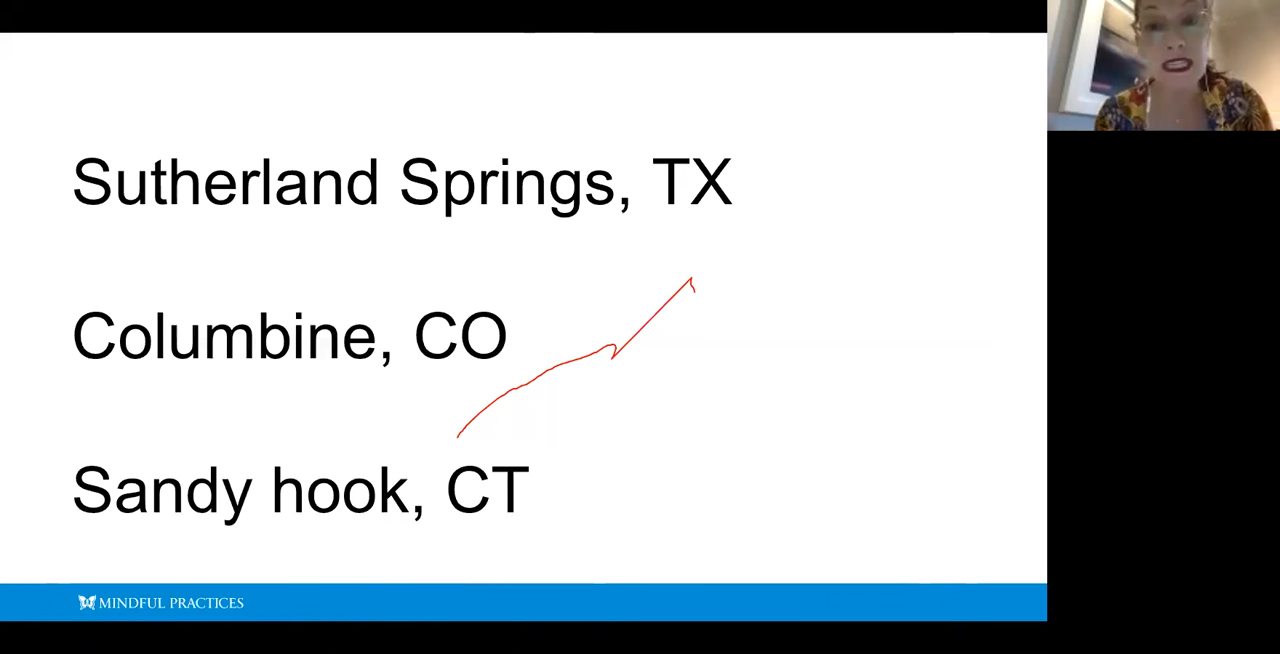 Sutherland Springs, TX
Columbine, CO
Sandy hook, CT
MINDFUL PRACTICES